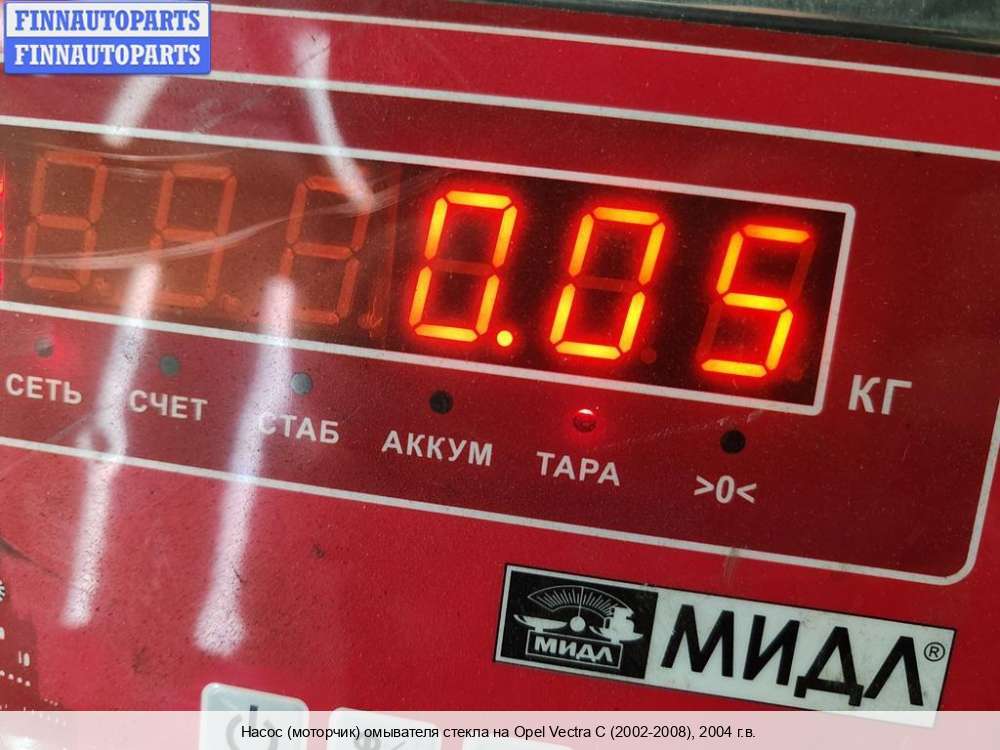 FINNAUTOPARTS
FINNAUTOPARTS
0.05
КГ
СЕТЬ СЧЕТ СТАБ АККУМ ТАРА >0<
МИДЛ МИДЛ®
Насос (моторчик) омывателя стекла на Opel Vectra C (2002-2008), 2004 г.в.